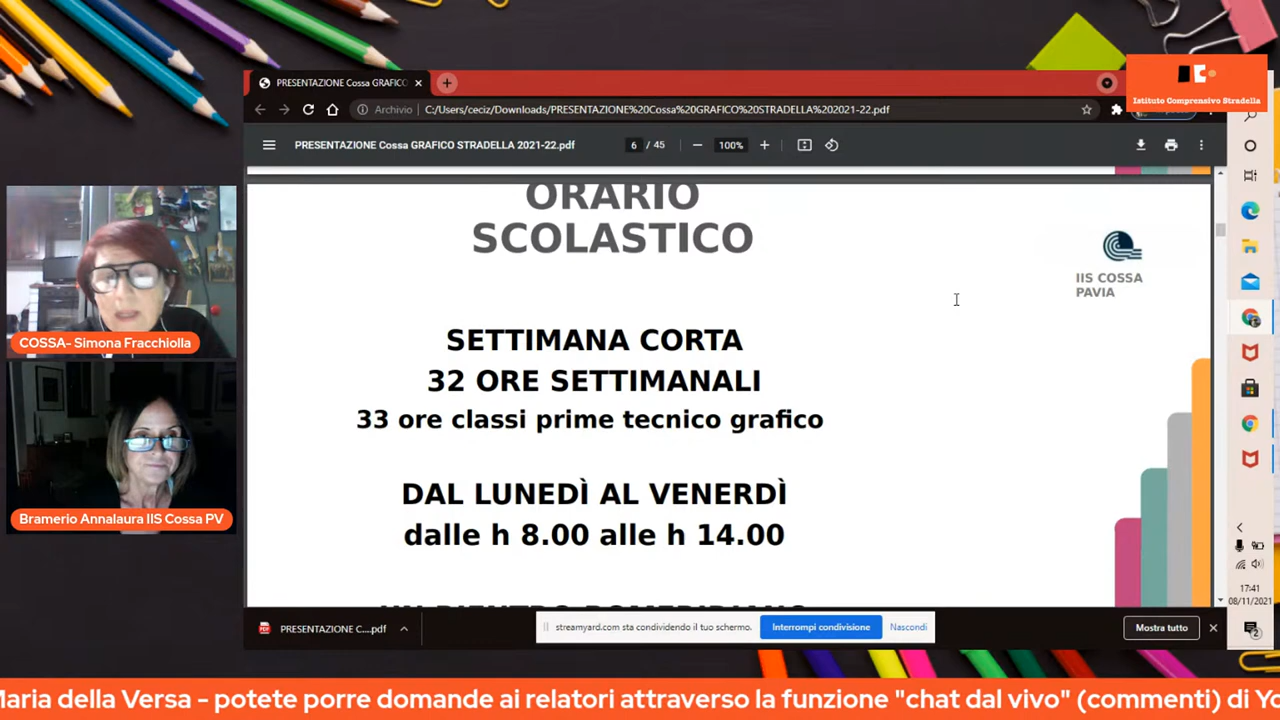 PRESENTAZIONE Cossa GRAFICO
Istituto Comprensivo Stradella
Archivio
C:/Users/ceciz/Downloads/PRESENTAZIONE%20Cossa%20GRAFICO%20STRADELLA%202021-22.pdf
PRESENTAZIONE Cossa GRAFICO STRADELLA 2021-22.pdf
6 / 45
100%
ORARIO
SCOLASTICO
IIS COSSA
PAVIA
SETTIMANA CORTA
32 ORE SETTIMANALI
33 ore classi prime tecnico grafico
DAL LUNEDÌ AL VENERDÌ
dalle h 8.00 alle h 14.00
COSSA- Simona Fracchiolla
Bramerio Annalaura IIS Cossa PV
17:41
08/11/2021
2
PRESENTAZIONE C....pdf
streamyard.com sta condividendo il tuo schermo.
Interrompi condivisione
Nascondi
Mostra tutto
Maria della Versa - potete porre domande ai relatori attraverso la funzione "chat dal vivo" (commenti) di Yo